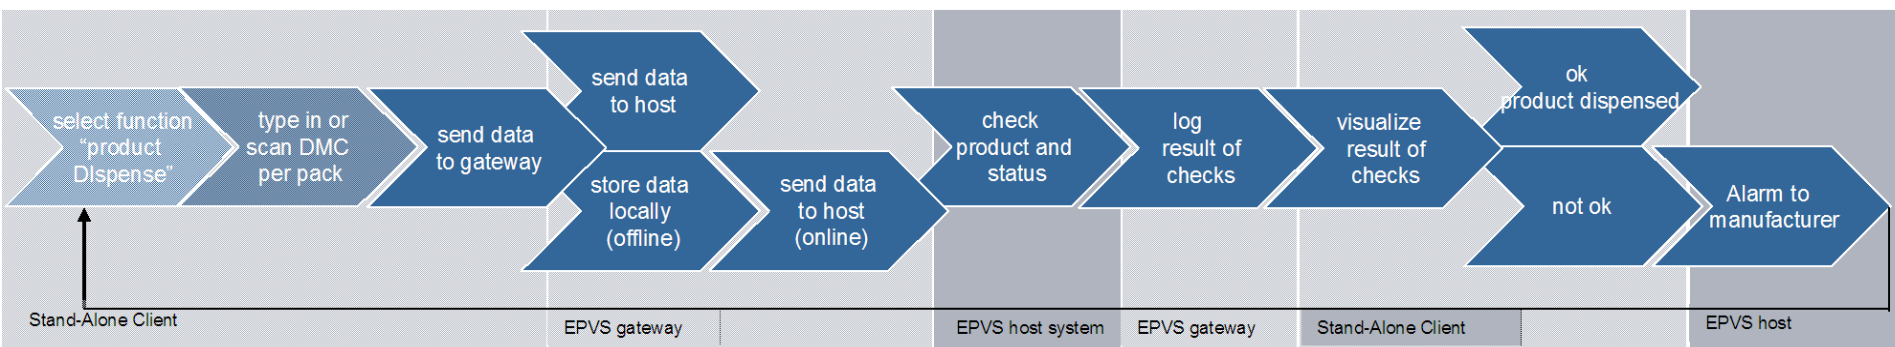 select function
“product
DIspense”
type in or
scan DMC
per pack
send data
to gateway
send data
to host
store data
locally
(offline)
send data
to host
(online)
check
product and
status
log
result of
checks
visualize
result of
checks
ok
product dispensed
not ok
Alarm to
manufacturer
Stand-Alone Client
EPVS gateway
EPVS host system
EPVS gateway
Stand-Alone Client
EPVS host